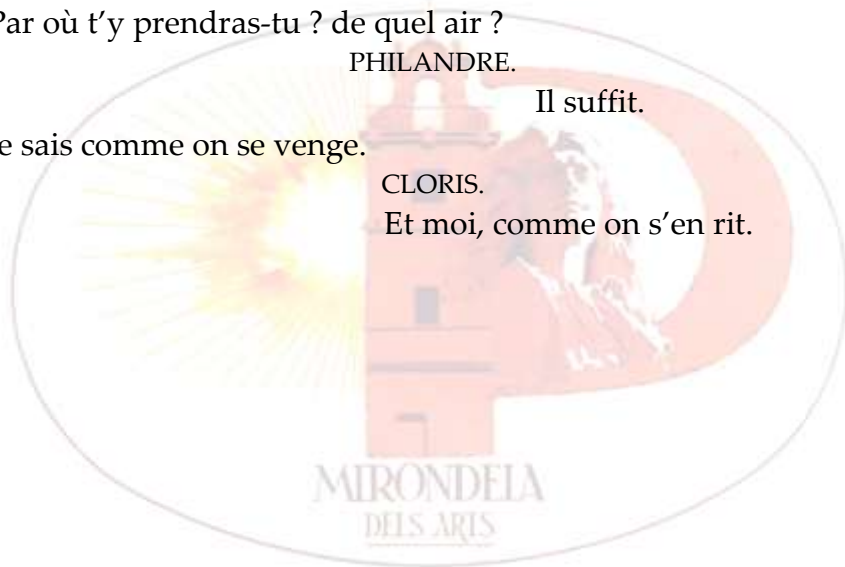 Par où t’y prendras-tu ? de quel air ?
PHILANDRE.
Il suffit.
e sais comme on se venge.
CLORIS.
Et moi, comme on s’en rit.
MIRONDELA
DELS ARTS